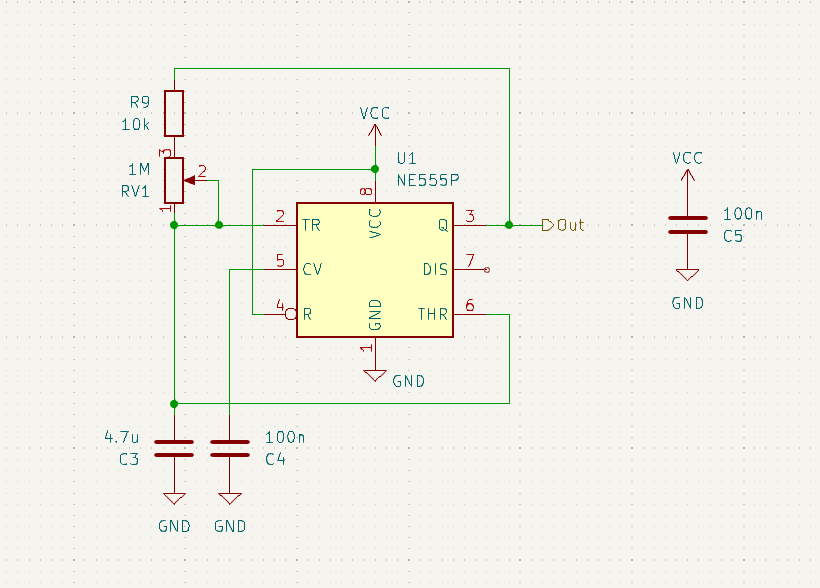 R9
10k
3
1M
RV1
2
1
VCC
U1
NE555P
8
2
TR
VCC
Q
3
Out
5
CV
DIS
7
4
R
GND
THR
6
1
GND
VCC
100n
C5
GND
4.7u
C3
100n
C4
GND
GND